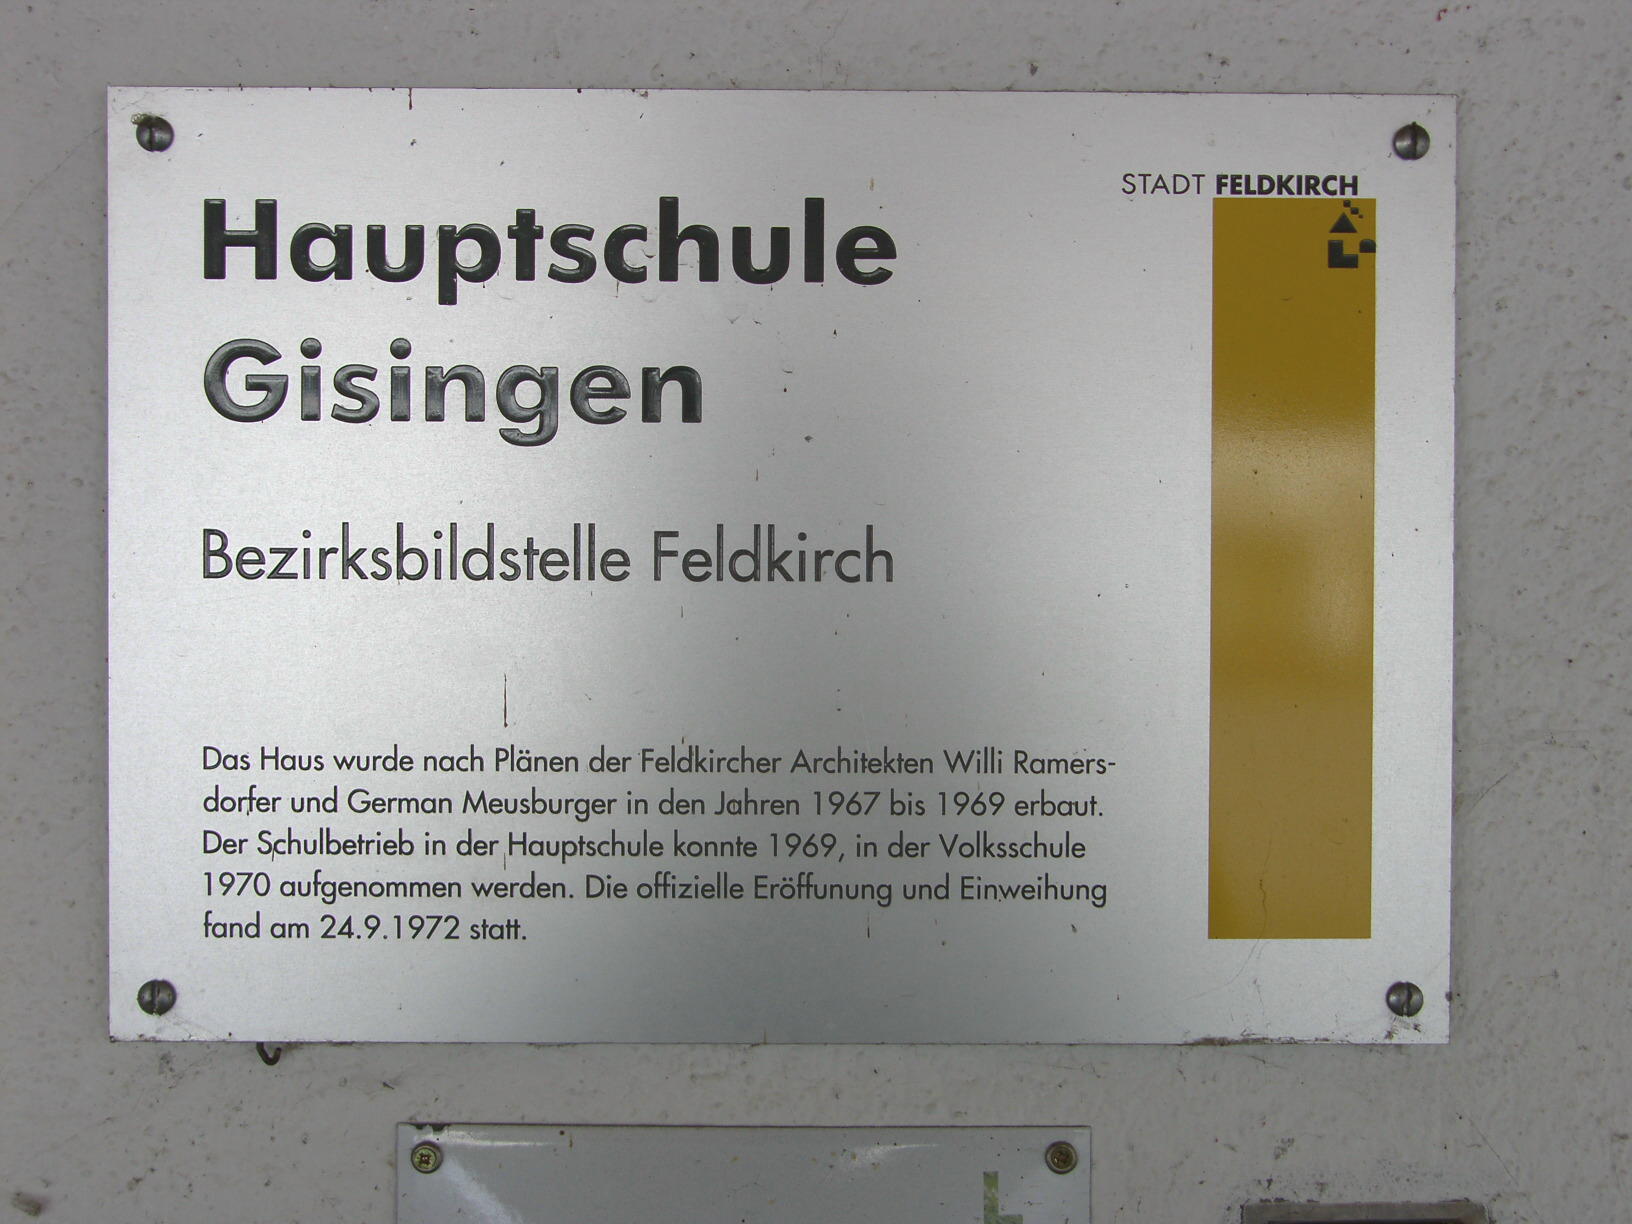 STADT FELDKIRCH
Hauptschule
Gisingen
Bezirksbildstelle Feldkirch
Das Haus wurde nach Plänen der Feldkircher Architekten Willi Ramers-
dorfer und German Meusburger in den Jahren 1967 bis 1969 erbaut.
Der Schulbetrieb in der Hauptschule konnte 1969, in der Volksschule
1970 aufgenommen werden. Die offizielle Eröffunung und Einweihung
fand am 24.9.1972 statt.